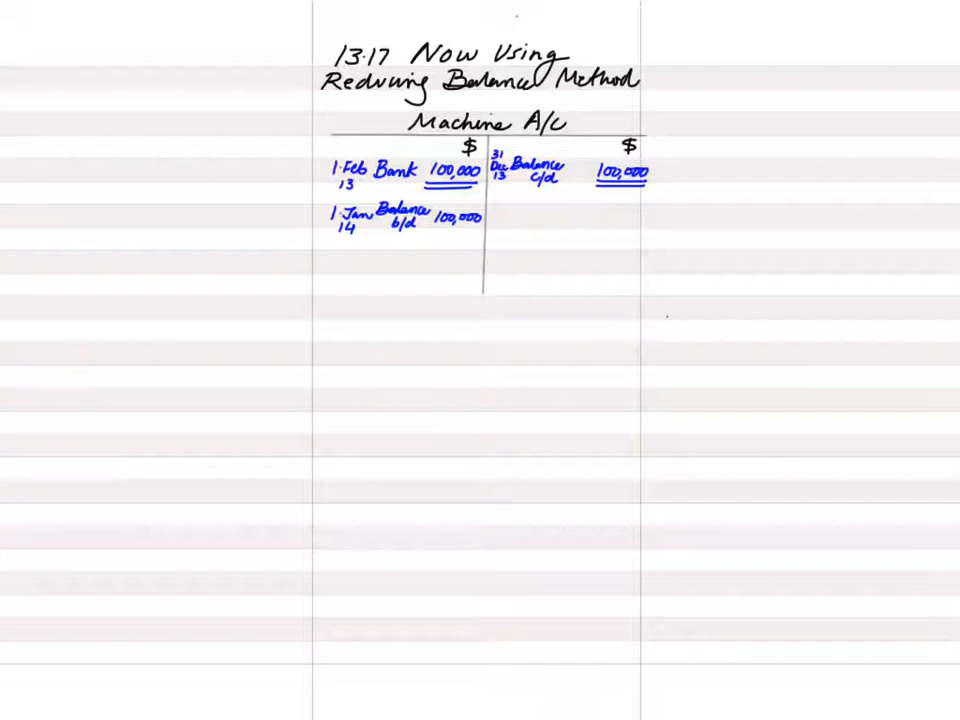 13.17 Now Using
Reducing Balance Method
Machine A/c
$ $
1 Feb 13 Bank 100,000 31 Dec 13 Balance c/d 100,000
1 Jan 14 Balance b/d 100,000